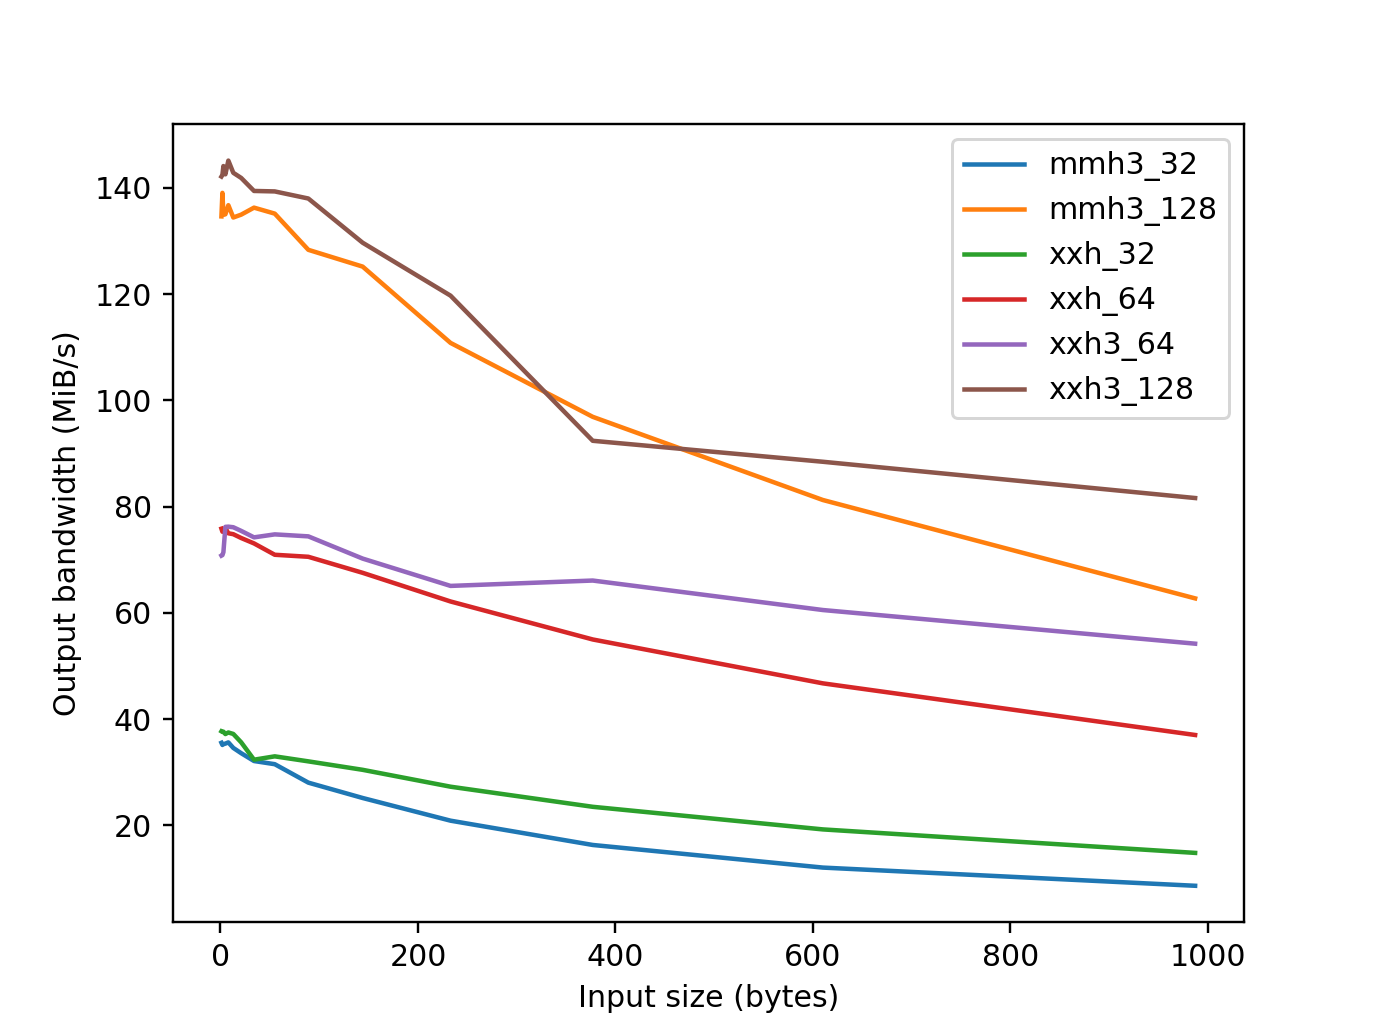 mmh3_32
mmh3_128
xxh_32
xxh_64
xxh3_64
xxh3_128
140
120
100
80
60
40
20
Output bandwidth (MiB/s)
0 200 400 600 800 1000
Input size (bytes)